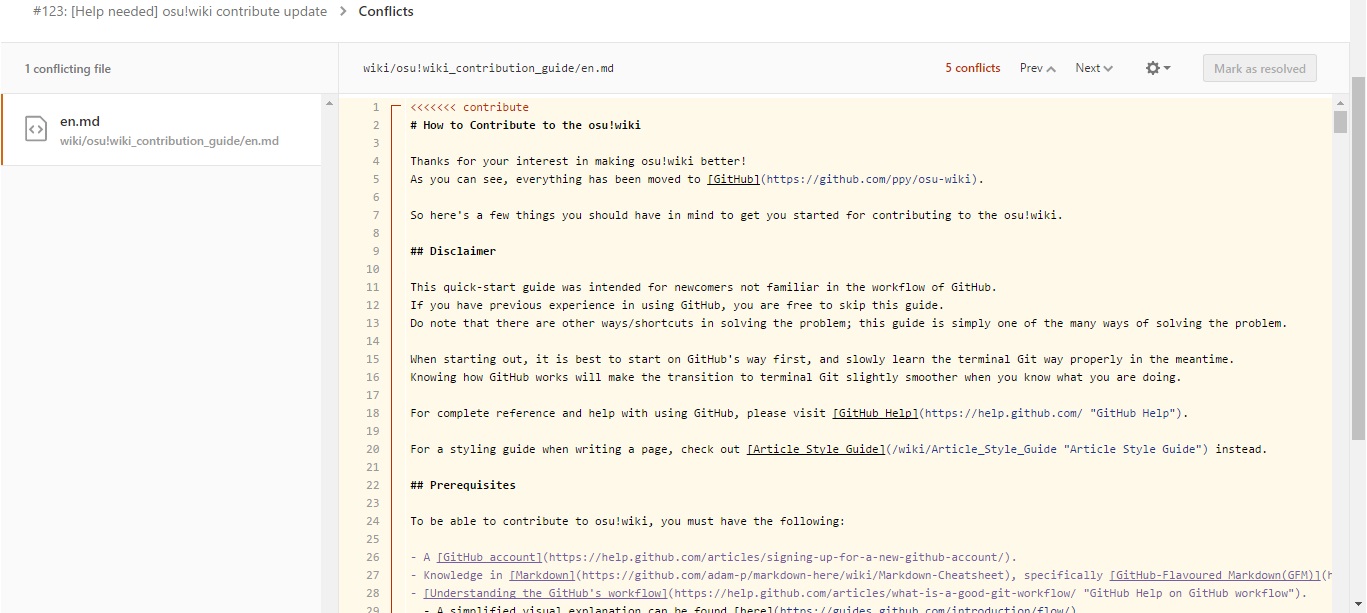 #123: [Help needed] osu!wiki contribute update > Conflicts
1 conflicting file
wiki/osu!wiki_contribution_guide/en.md
5 conflicts Prev Next Mark as resolved
en.md
wiki/osu!wiki_contribution_guide/en.md
1 <<<<<<< contribute
2 # How to Contribute to the osu!wiki
3
4 Thanks for your interest in making osu!wiki better!
5 As you can see, everything has been moved to [GitHub](https://github.com/ppy/osu-wiki).
6
7 So here's a few things you should have in mind to get you started for contributing to the osu!wiki.
8
9 ## Disclaimer
10
11 This quick-start guide was intended for newcomers not familiar in the workflow of GitHub.
12 If you have previous experience in using GitHub, you are free to skip this guide.
13 Do note that there are other ways/shortcuts in solving the problem; this guide is simply one of the many ways of solving the problem.
14
15 When starting out, it is best to start on GitHub's way first, and slowly learn the terminal Git way properly in the meantime.
16 Knowing how GitHub works will make the transition to terminal Git slightly smoother when you know what you are doing.
17
18 For complete reference and help with using GitHub, please visit [GitHub Help](https://help.github.com/ "GitHub Help").
19
20 For a styling guide when writing a page, check out [Article Style Guide](/wiki/Article_Style_Guide "Article Style Guide") instead.
21
22 ## Prerequisites
23
24 To be able to contribute to osu!wiki, you must have the following:
25
26 - A [GitHub account](https://help.github.com/articles/signing-up-for-a-new-github-account/).
27 - Knowledge in [Markdown](https://github.com/adam-p/markdown-here/wiki/Markdown-Cheatsheet), specifically [GitHub-Flavoured Markdown(GFM)](h
28 - [Understanding the GitHub's workflow](https://help.github.com/articles/what-is-a-good-git-workflow/ "GitHub Help on GitHub workflow").
29 - A simplified visual explanation can be found [here](https://guides.github.com/introduction/flow/)